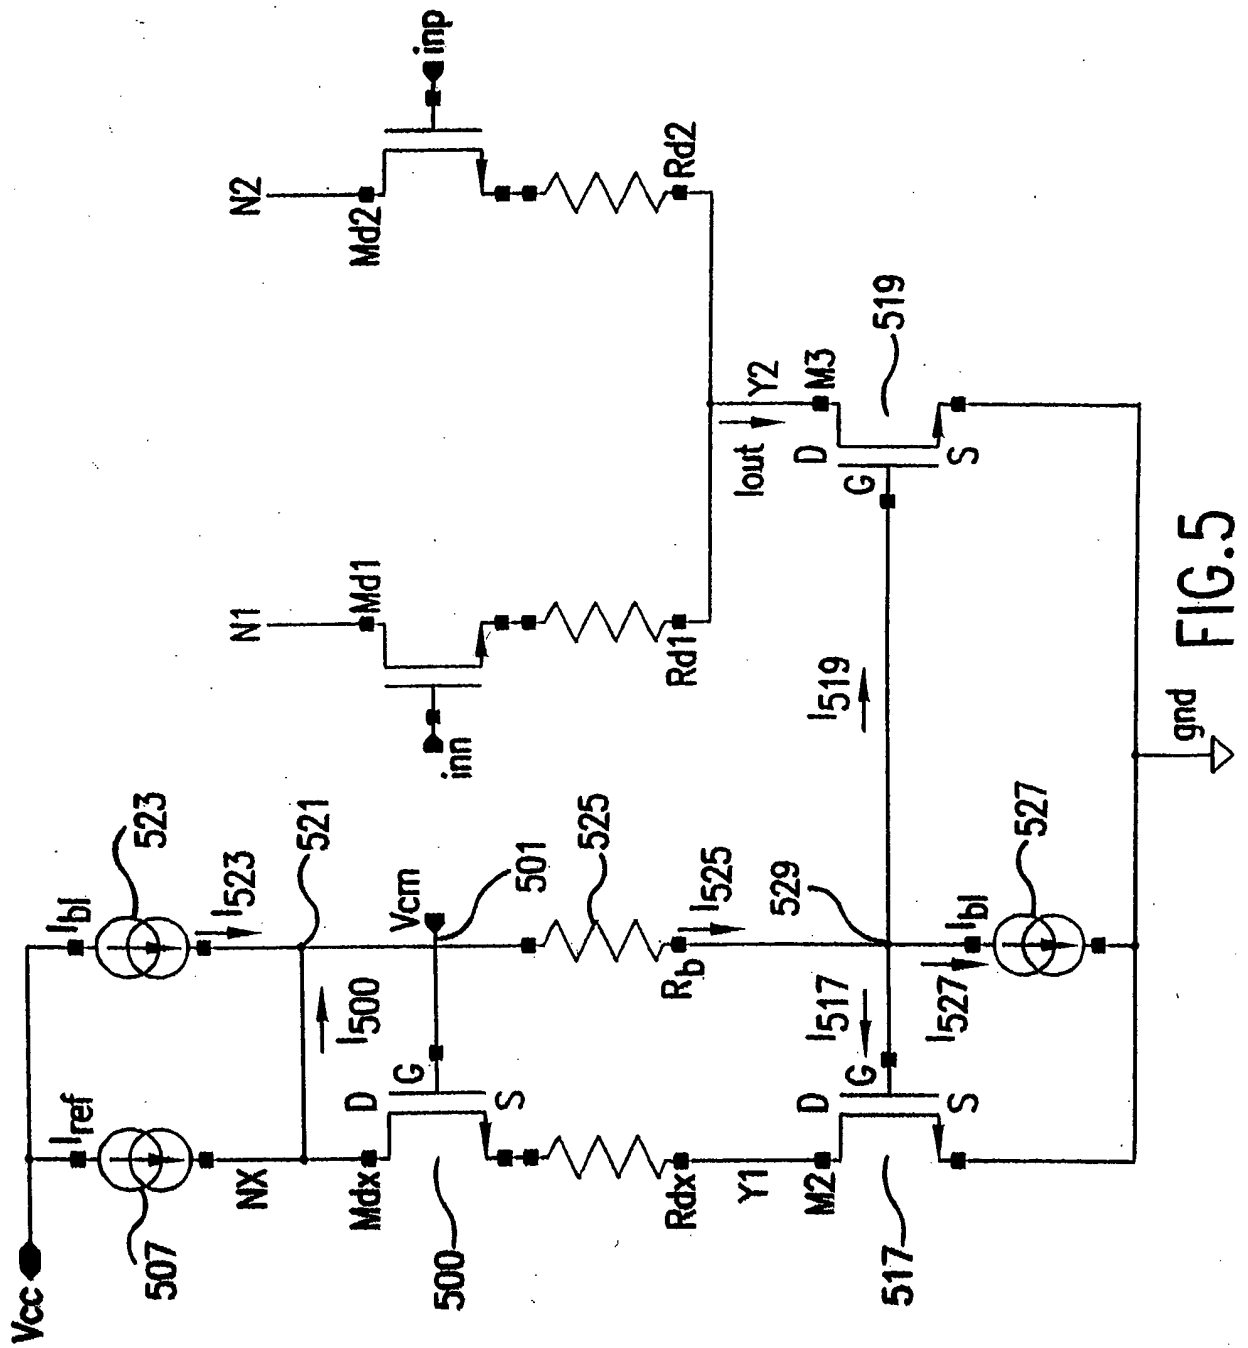 Vcc
Iref
507
NX
Ibl
523
I523
521
I500
Mdx
D
G
S
500
Vcm
501
525
Rb
I525
529
Rdx
Y1
M2
D
G
S
517
I517
Ibl
I527
527
I519
gnd
N1
Md1
inn
Rd1
N2
Md2
inp
Rd2
Iout
Y2
M3
D
G
S
519
FIG.5